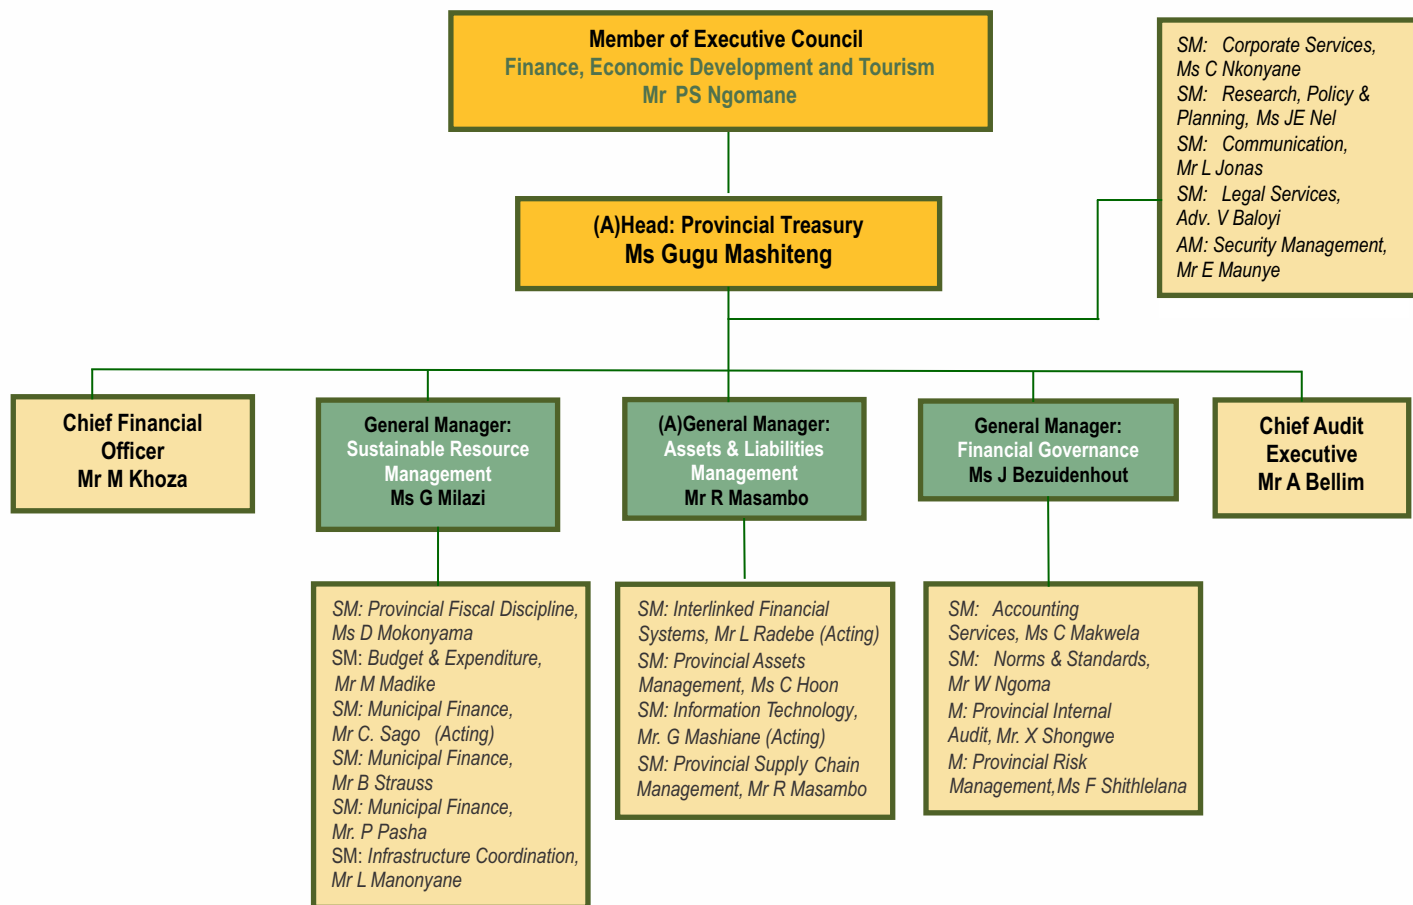 Member of Executive Council
Finance, Economic Development and Tourism
Mr PS Ngomane
SM: Corporate Services,
Ms C Nkonyane
SM: Research, Policy &
Planning, Ms JE Nel
SM: Communication,
Mr L Jonas
SM: Legal Services,
Adv. V Baloyi
AM: Security Management,
Mr E Maunye
(A)Head: Provincial Treasury
Ms Gugu Mashiteng
Chief Financial
Officer
Mr M Khoza
General Manager:
Sustainable Resource
Management
Ms G Milazi
(A)General Manager:
Assets & Liabilities
Management
Mr R Masambo
General Manager:
Financial Governance
Ms J Bezuidenhout
Chief Audit
Executive
Mr A Bellim
SM: Provincial Fiscal Discipline,
Ms D Mokonyama
SM: Budget & Expenditure,
Mr M Madike
SM: Municipal Finance,
Mr C. Sago (Acting)
SM: Municipal Finance,
Mr B Strauss
SM: Municipal Finance,
Mr. P Pasha
SM: Infrastructure Coordination,
Mr L Manonyane
SM: Interlinked Financial
Systems, Mr L Radebe (Acting)
SM: Provincial Assets
Management, Ms C Hoon
SM: Information Technology,
Mr. G Mashiane (Acting)
SM: Provincial Supply Chain
Management, Mr R Masambo
SM: Accounting
Services, Ms C Makwela
SM: Norms & Standards,
Mr W Ngoma
M: Provincial Internal
Audit, Mr. X Shongwe
M: Provincial Risk
Management,Ms F Shithlelana